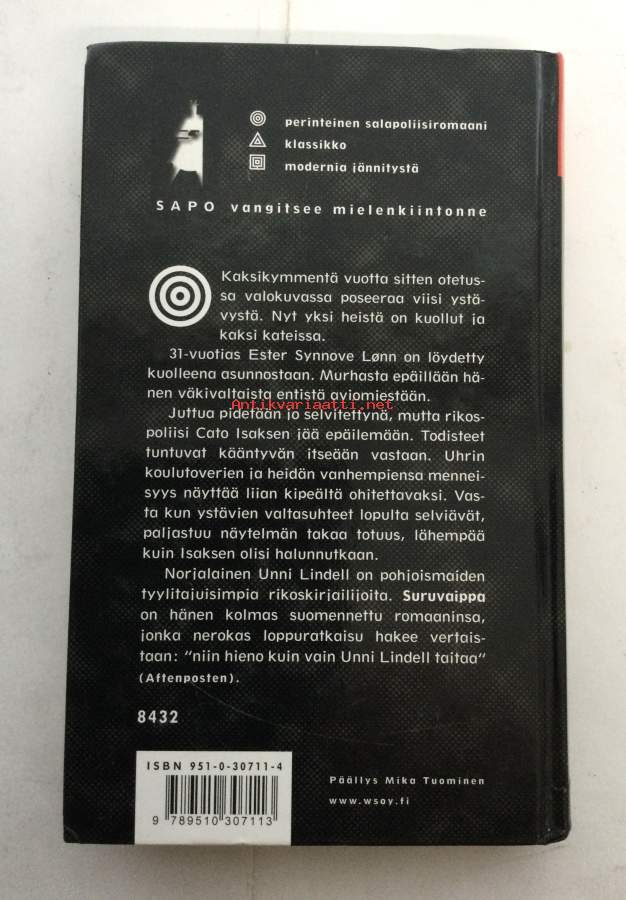 perinteinen salapoliisiromaani
klassikko
modernia jännitystä
SAPO vangitsee mielenkiintonne
Kaksikymmentä vuotta sitten otetus-
sa valokuvassa poseeraa viisi ystä-
vystä. Nyt yksi heistä on kuollut ja
kaksi kateissa.
31-vuotias Ester Synnove Lønn on löydetty
kuolleena asunnostaan. Murhasta epäillään hä-
nen väkivaltaista entistä aviomiestään.
Antikvariaatti.net
Juttua pidetään jo selvitettynä, mutta rikos-
poliisi Cato Isaksen jää epäilemään. Todisteet
tuntuvat kääntyvän itseään vastaan. Uhrin
koulutoverien ja heidän vanhempiensa mennei-
syys näyttää liian kipeältä ohitettavaksi. Vas-
ta kun ystävien valtasuhteet lopulta selviävät,
paljastuu näytelmän takaa totuus, lähempää
kuin Isaksen olisi halunnutkaan.
Norjalainen Unni Lindell on pohjoismaiden
tyylitajuisimpia rikoskirjailijoita. Suruvaippa
on hänen kolmas suomennettu romaaninsa,
jonka nerokas loppuratkaisu hakee vertais-
taan: "niin hieno kuin vain Unni Lindell taitaa"
(Aftenposten).
8432
ISBN 951-0-30711-4
9 789510 307113
Päällys Mika Tuominen
www.wsoy.fi